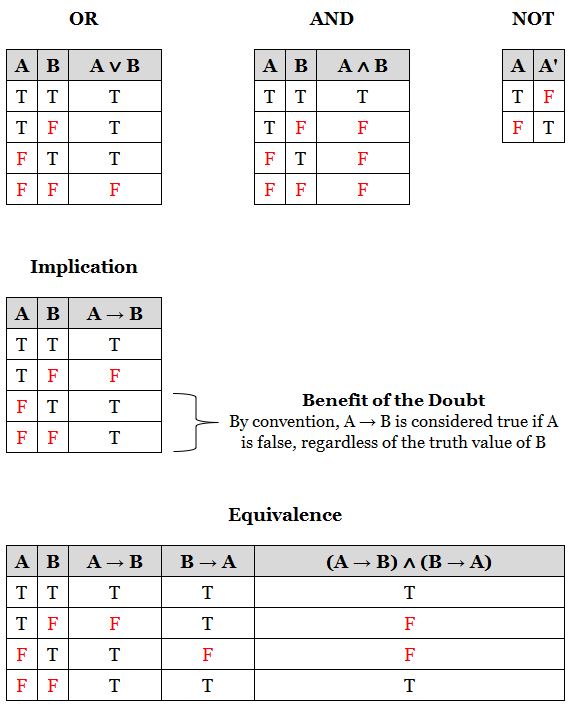 OR
A B A ∨ B
T T T
T F T
F T T
F F F
AND
A B A ∧ B
T T T
T F F
F T F
F F F
NOT
A A'
T F
F T
Implication
A B A → B
T T T
T F F
F T T
F F T
Benefit of the Doubt
By convention, A → B is considered true if A
is false, regardless of the truth value of B
Equivalence
A B A → B B → A (A → B) ∧ (B → A)
T T T T T
T F F T F
F T T F F
F F T T T